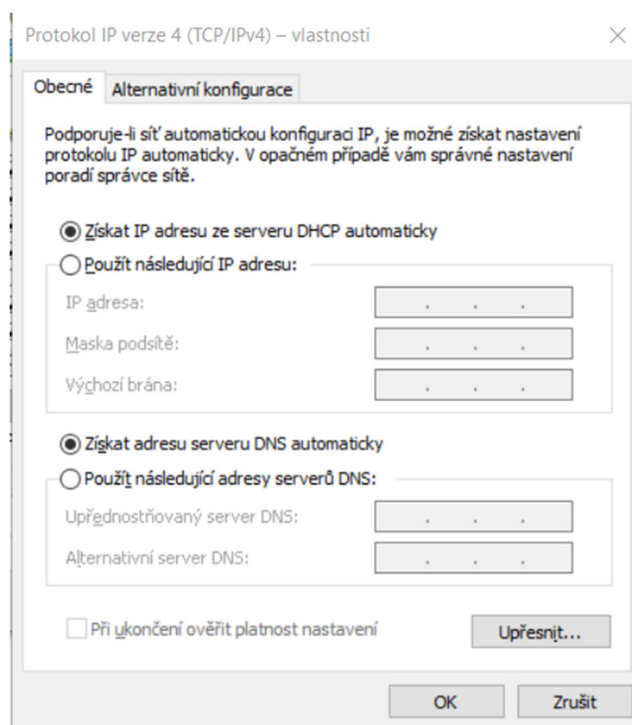 Protokol IP verze 4 (TCP/IPv4) – vlastnosti
Obecné
Alternativní konfigurace
Podporuje-li síť automatickou konfiguraci IP, je možné získat nastavení
protokolu IP automaticky. V opačném případě vám správné nastavení
poradí správce sítě.
Získat IP adresu ze serveru DHCP automaticky
Použít následující IP adresu:
IP adresa:
Maska podsítě:
Výchozí brána:
Získat adresu serveru DNS automaticky
Použít následující adresy serverů DNS:
Upřednostňovaný server DNS:
Alternativní server DNS:
Při ukončení ověřit platnost nastavení
Upřesnit...
OK
Zrušit